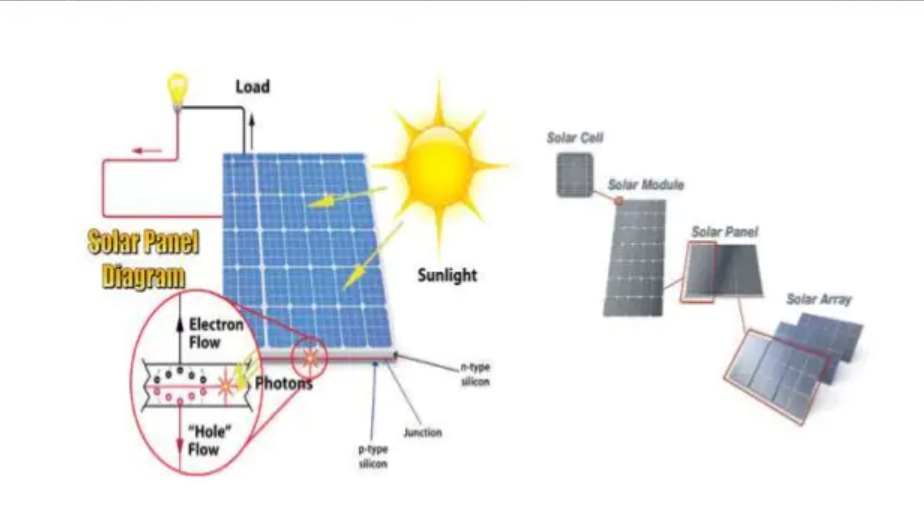 Load
Solar Panel
Diagram
Sunlight
Electron
Flow
Photons
"Hole"
Flow
n-type
silicon
Junction
p-type
silicon
Solar Cell
Solar Module
Solar Panel
Solar Array